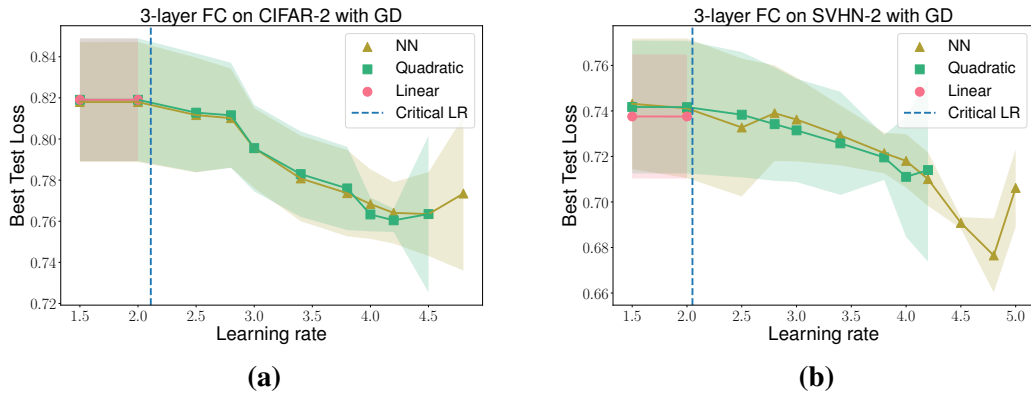 3-layer FC on CIFAR-2 with GD
Best Test Loss
0.84
0.82
0.80
0.78
0.76
0.74
0.72
NN
Quadratic
Linear
Critical LR
1.5 2.0 2.5 3.0 3.5 4.0 4.5
Learning rate
(a)
3-layer FC on SVHN-2 with GD
Best Test Loss
0.76
0.74
0.72
0.70
0.68
0.66
NN
Quadratic
Linear
Critical LR
1.5 2.0 2.5 3.0 3.5 4.0 4.5 5.0
Learning rate
(b)